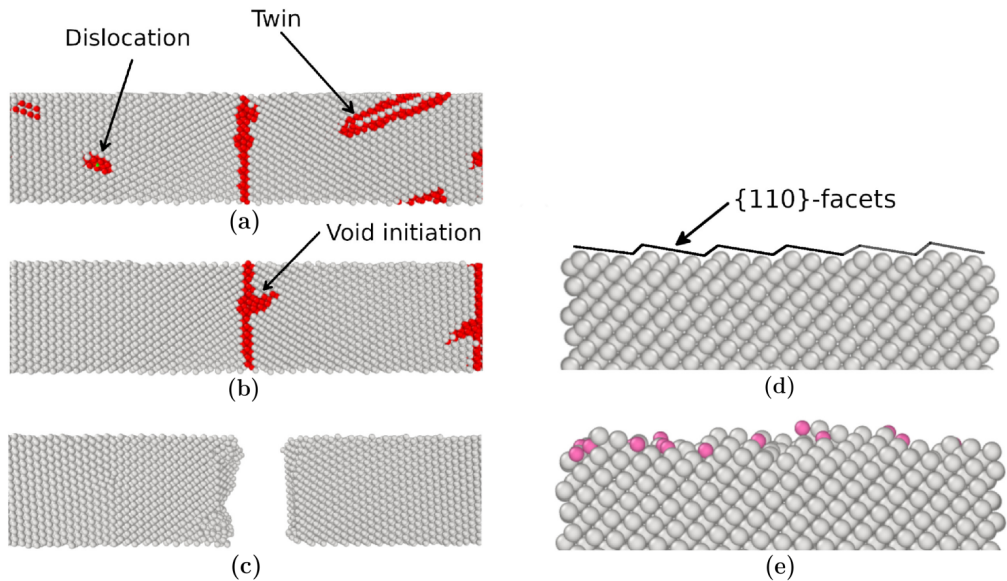 Twin
Dislocation
(a)
Void initiation
(b)
(c)
{110}-facets
(d)
(e)